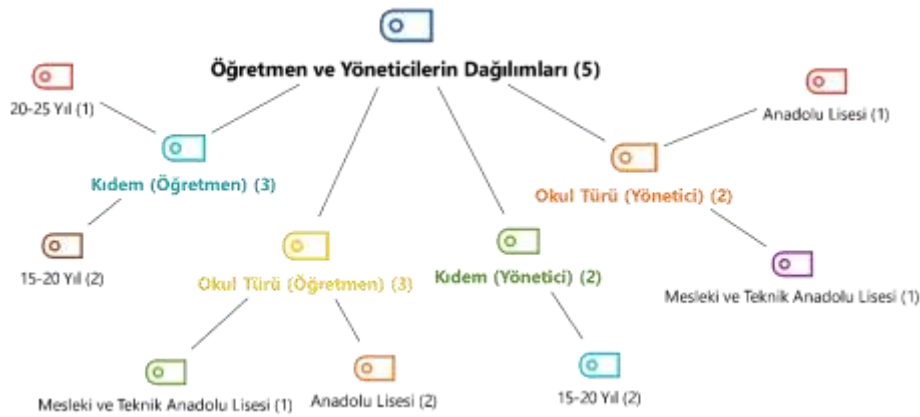 Öğretmen ve Yöneticilerin Dağılımları (5)
20-25 Yıl (1)
Anadolu Lisesi (1)
Kıdem (Öğretmen) (3)
Okul Türü (Yönetici) (2)
15-20 Yıl (2)
Okul Türü (Öğretmen) (3)
Kıdem (Yönetici) (2)
Mesleki ve Teknik Anadolu Lisesi (1)
Mesleki ve Teknik Anadolu Lisesi (1)
Anadolu Lisesi (2)
15-20 Yıl (2)